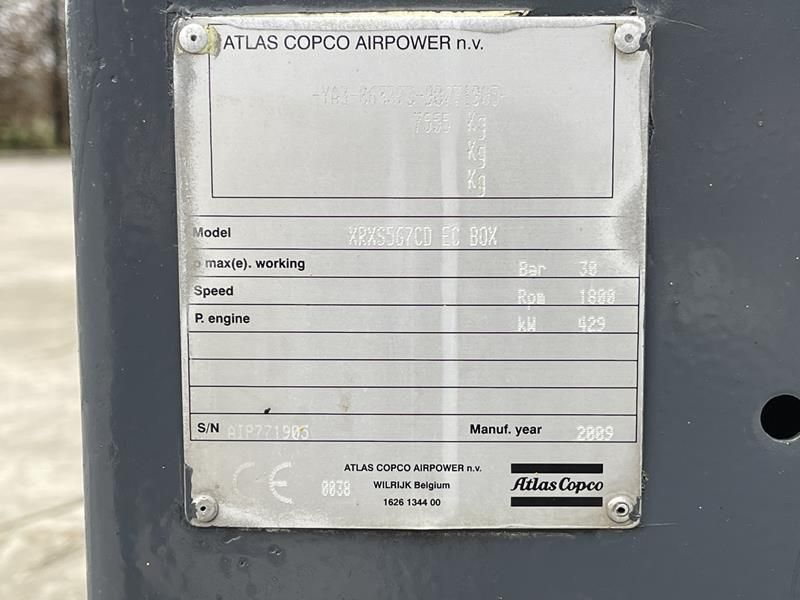 ATLAS COPCO AIRPOWER n.v.
7555 Kg
Kg
Kg
Model XRXS567CD EC BOX
p max(e). working Bar 30
Speed Rpm 1800
P. engine kW 429
S/N AIP771905 Manuf. year 2009
CE 0038
ATLAS COPCO AIRPOWER n.v.
WILRIJK Belgium
1626 1344 00
Atlas Copco